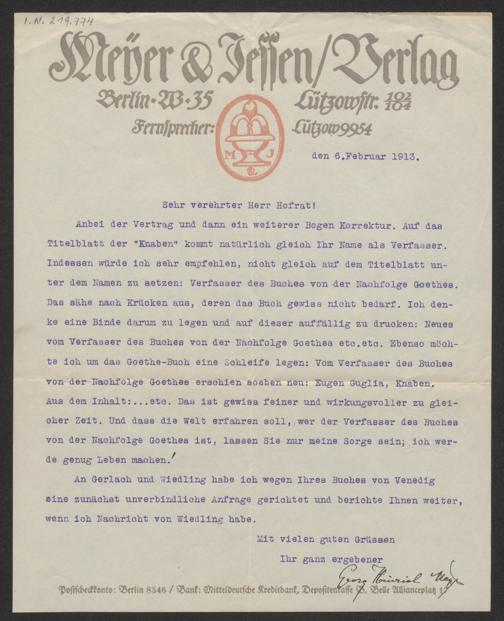 I.N. 219.774
Meyer & Jessen/Verlag
Berlin·W·35 Lützowstr. 102/104
Fernsprecher: Lützow 9954
M J
den 6.Februar 1913.
Sehr verehrter Herr Hofrat!
Anbei der Vertrag und dann ein weiterer Bogen Korrektur. Auf das
Titelblatt der "Knaben" kommt natürlich gleich Ihr Name als Verfasser.
Indessen würde ich sehr empfehlen, nicht gleich auf dem Titelblatt un-
ter dem Namen zu setzen: Verfasser des Buches von der Nachfolge Goethes.
Das sähe nach Krücken aus, deren das Buch gewiss nicht bedarf. Ich den-
ke eine Binde darum zu legen und auf dieser auffällig zu drucken: Neues
vom Verfasser des Buches von der Nachfolge Goethes etc.etc. Ebenso möch-
te ich um das Goethe-Buch eine Schleife legen: Vom Verfasser des Buches
von der Nachfolge Goethes erschien soeben neu: Eugen Guglia, Knaben.
Aus dem Inhalt:...etc. Das ist gewiss feiner und wirkungsvoller zu glei-
cher Zeit. Und dass die Welt erfahren soll, wer der Verfasser des Buches
von der Nachfolge Goethes ist, lassen Sie nur meine Sorge sein; ich wer-
de genug Leben machen!
An Gerlach und Wiedling habe ich wegen Ihres Buches von Venedig
eine zunächst unverbindliche Anfrage gerichtet und berichte Ihnen weiter,
wenn ich Nachricht von Wiedling habe.
Mit vielen guten Grüssen
Ihr ganz ergebener
Georg Heinrich Meyer
Postscheckkonto: Berlin 8546 / Bank: Mitteldeutsche Kreditbank, Depositenkasse Belle Allianceplatz